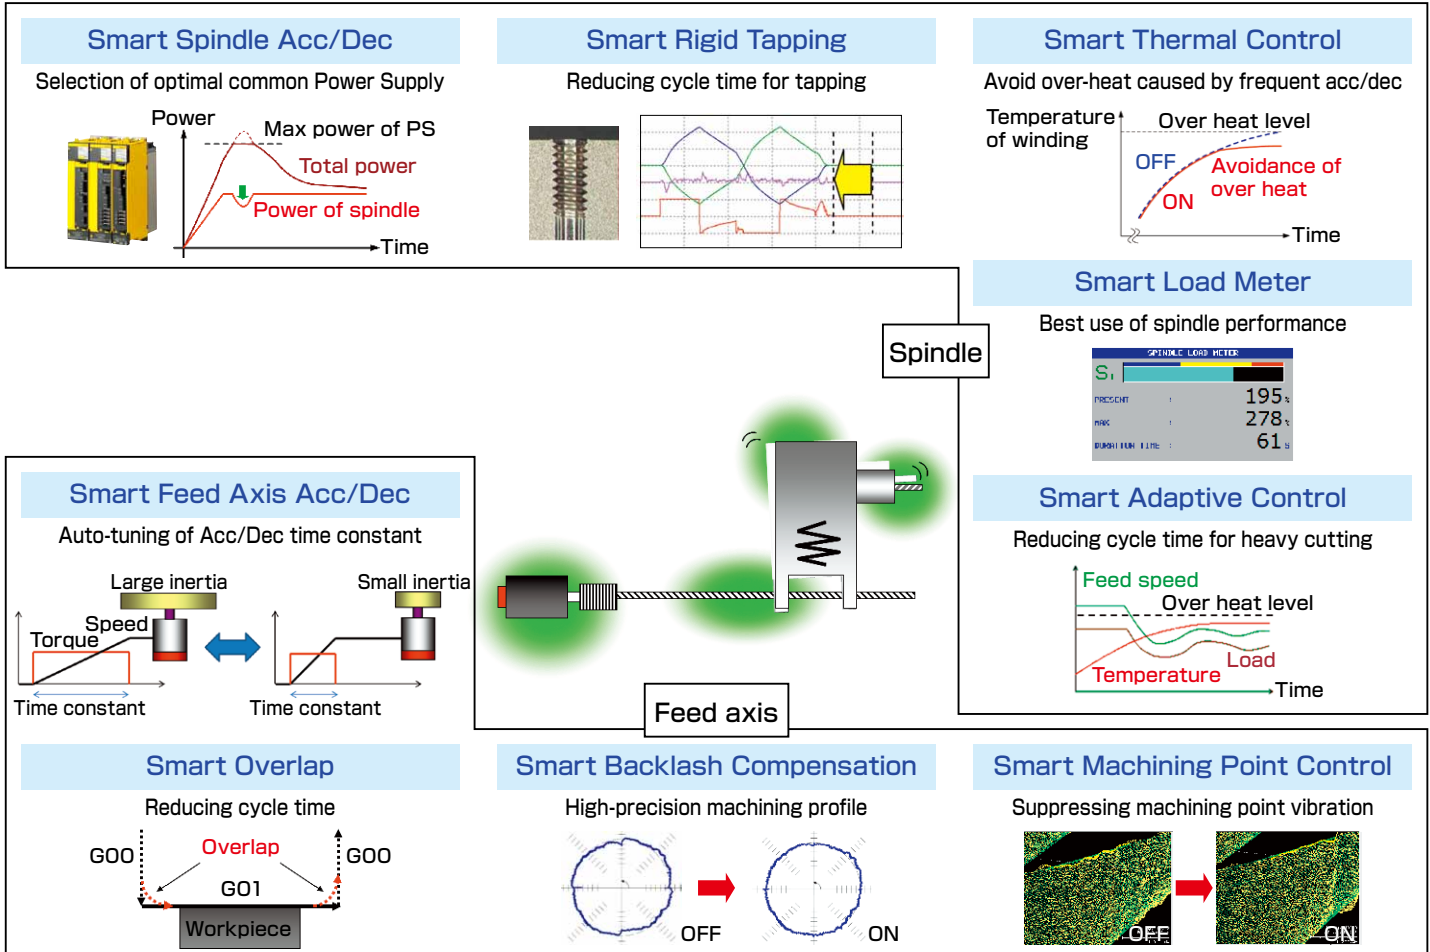 Smart Spindle Acc/Dec
Selection of optimal common Power Supply
Power
Max power of PS
Total power
Power of spindle
Time
Smart Rigid Tapping
Reducing cycle time for tapping
Smart Thermal Control
Avoid over-heat caused by frequent acc/dec
Temperature
of winding
Over heat level
OFF
Avoidance of
over heat
ON
Time
Smart Load Meter
Best use of spindle performance
SPINDLE LOAD METER
S1
PRESENT : 195 %
MAX : 278 %
DURATION TIME : 61 S
Spindle
Smart Adaptive Control
Reducing cycle time for heavy cutting
Feed speed
Over heat level
Load
Temperature
Time
Smart Feed Axis Acc/Dec
Auto-tuning of Acc/Dec time constant
Large inertia
Small inertia
Speed
Torque
Time constant
Time constant
Feed axis
Smart Overlap
Reducing cycle time
G00
Overlap
G00
G01
Workpiece
Smart Backlash Compensation
High-precision machining profile
OFF
ON
Smart Machining Point Control
Suppressing machining point vibration
OFF
ON